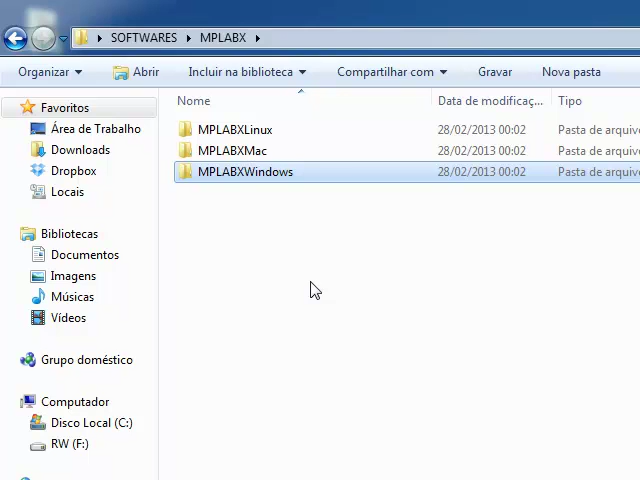 SOFTWARES MPLABX
Organizar Abrir Incluir na biblioteca Compartilhar com Gravar Nova pasta
Favoritos
Área de Trabalho
Downloads
Dropbox
Locais
Bibliotecas
Documentos
Imagens
Músicas
Vídeos
Grupo doméstico
Computador
Disco Local (C:)
RW (F:)
Nome Data de modificaç... Tipo
MPLABXLinux 28/02/2013 00:02 Pasta de arquivo
MPLABXMac 28/02/2013 00:02 Pasta de arquivo
MPLABXWindows 28/02/2013 00:02 Pasta de arquivo